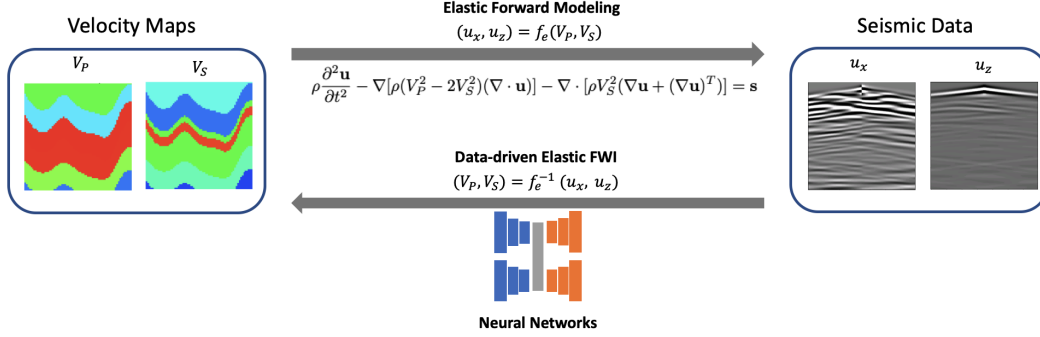 Elastic Forward Modeling
Velocity Maps
(u_x, u_z) = f_e(V_P, V_S)
Seismic Data
V_P
V_S
u_x
u_z
ρ ∂²𝐮/∂t² − ∇[ρ(V_P² − 2V_S²)(∇ · 𝐮)] − ∇ · [ρV_S²(∇𝐮 + (∇𝐮)^T)] = 𝐬
Data-driven Elastic FWI
(V_P, V_S) = f_e^{-1} (u_x, u_z)
Neural Networks